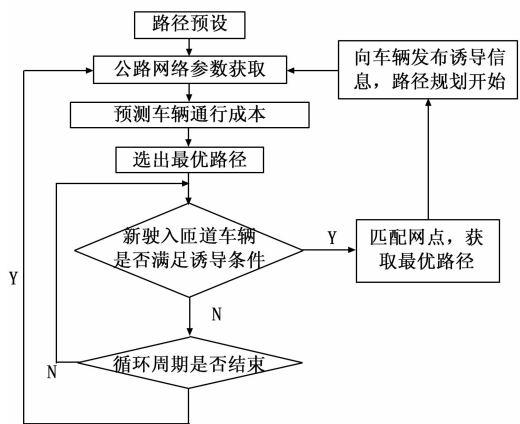 路径预设
公路网络参数获取
向车辆发布诱导信
息，路径规划开始
预测车辆通行成本
选出最优路径
新驶入匝道车辆
是否满足诱导条件
Y
匹配网点，获
取最优路径
Y
N
循环周期是否结束
N